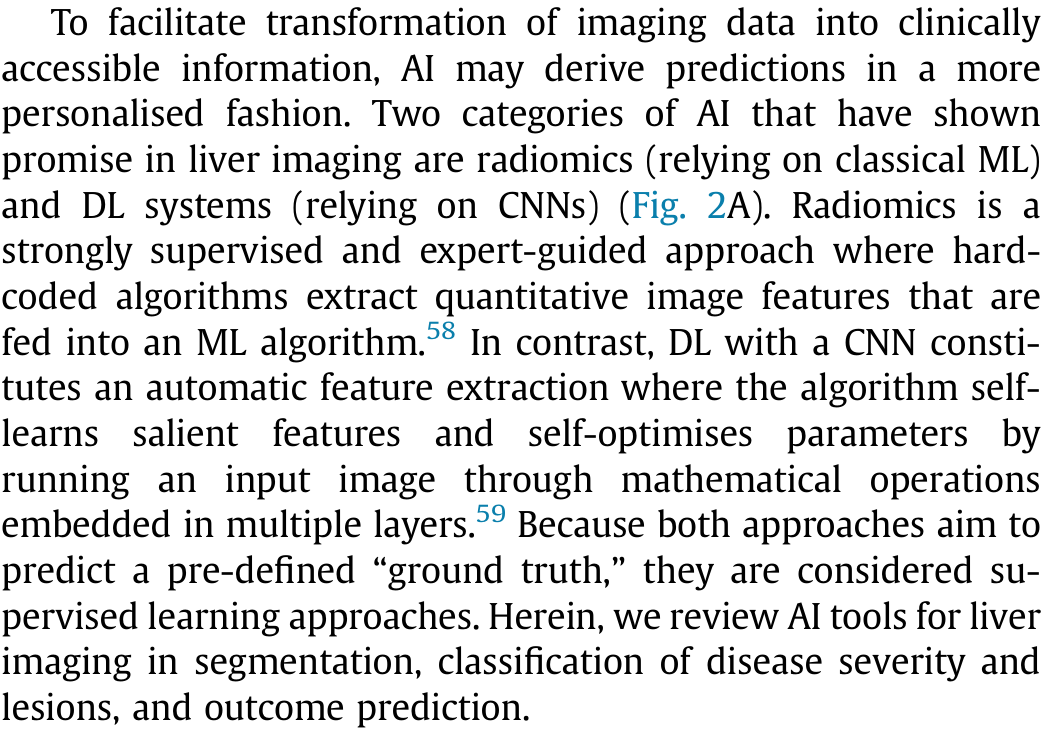 To facilitate transformation of imaging data into clinically
accessible information, AI may derive predictions in a more
personalised fashion. Two categories of AI that have shown
promise in liver imaging are radiomics (relying on classical ML)
and DL systems (relying on CNNs) (Fig. 2A). Radiomics is a
strongly supervised and expert-guided approach where hard-
coded algorithms extract quantitative image features that are
fed into an ML algorithm.58 In contrast, DL with a CNN consti-
tutes an automatic feature extraction where the algorithm self-
learns salient features and self-optimises parameters by
running an input image through mathematical operations
embedded in multiple layers.59 Because both approaches aim to
predict a pre-defined “ground truth,” they are considered su-
pervised learning approaches. Herein, we review AI tools for liver
imaging in segmentation, classification of disease severity and
lesions, and outcome prediction.